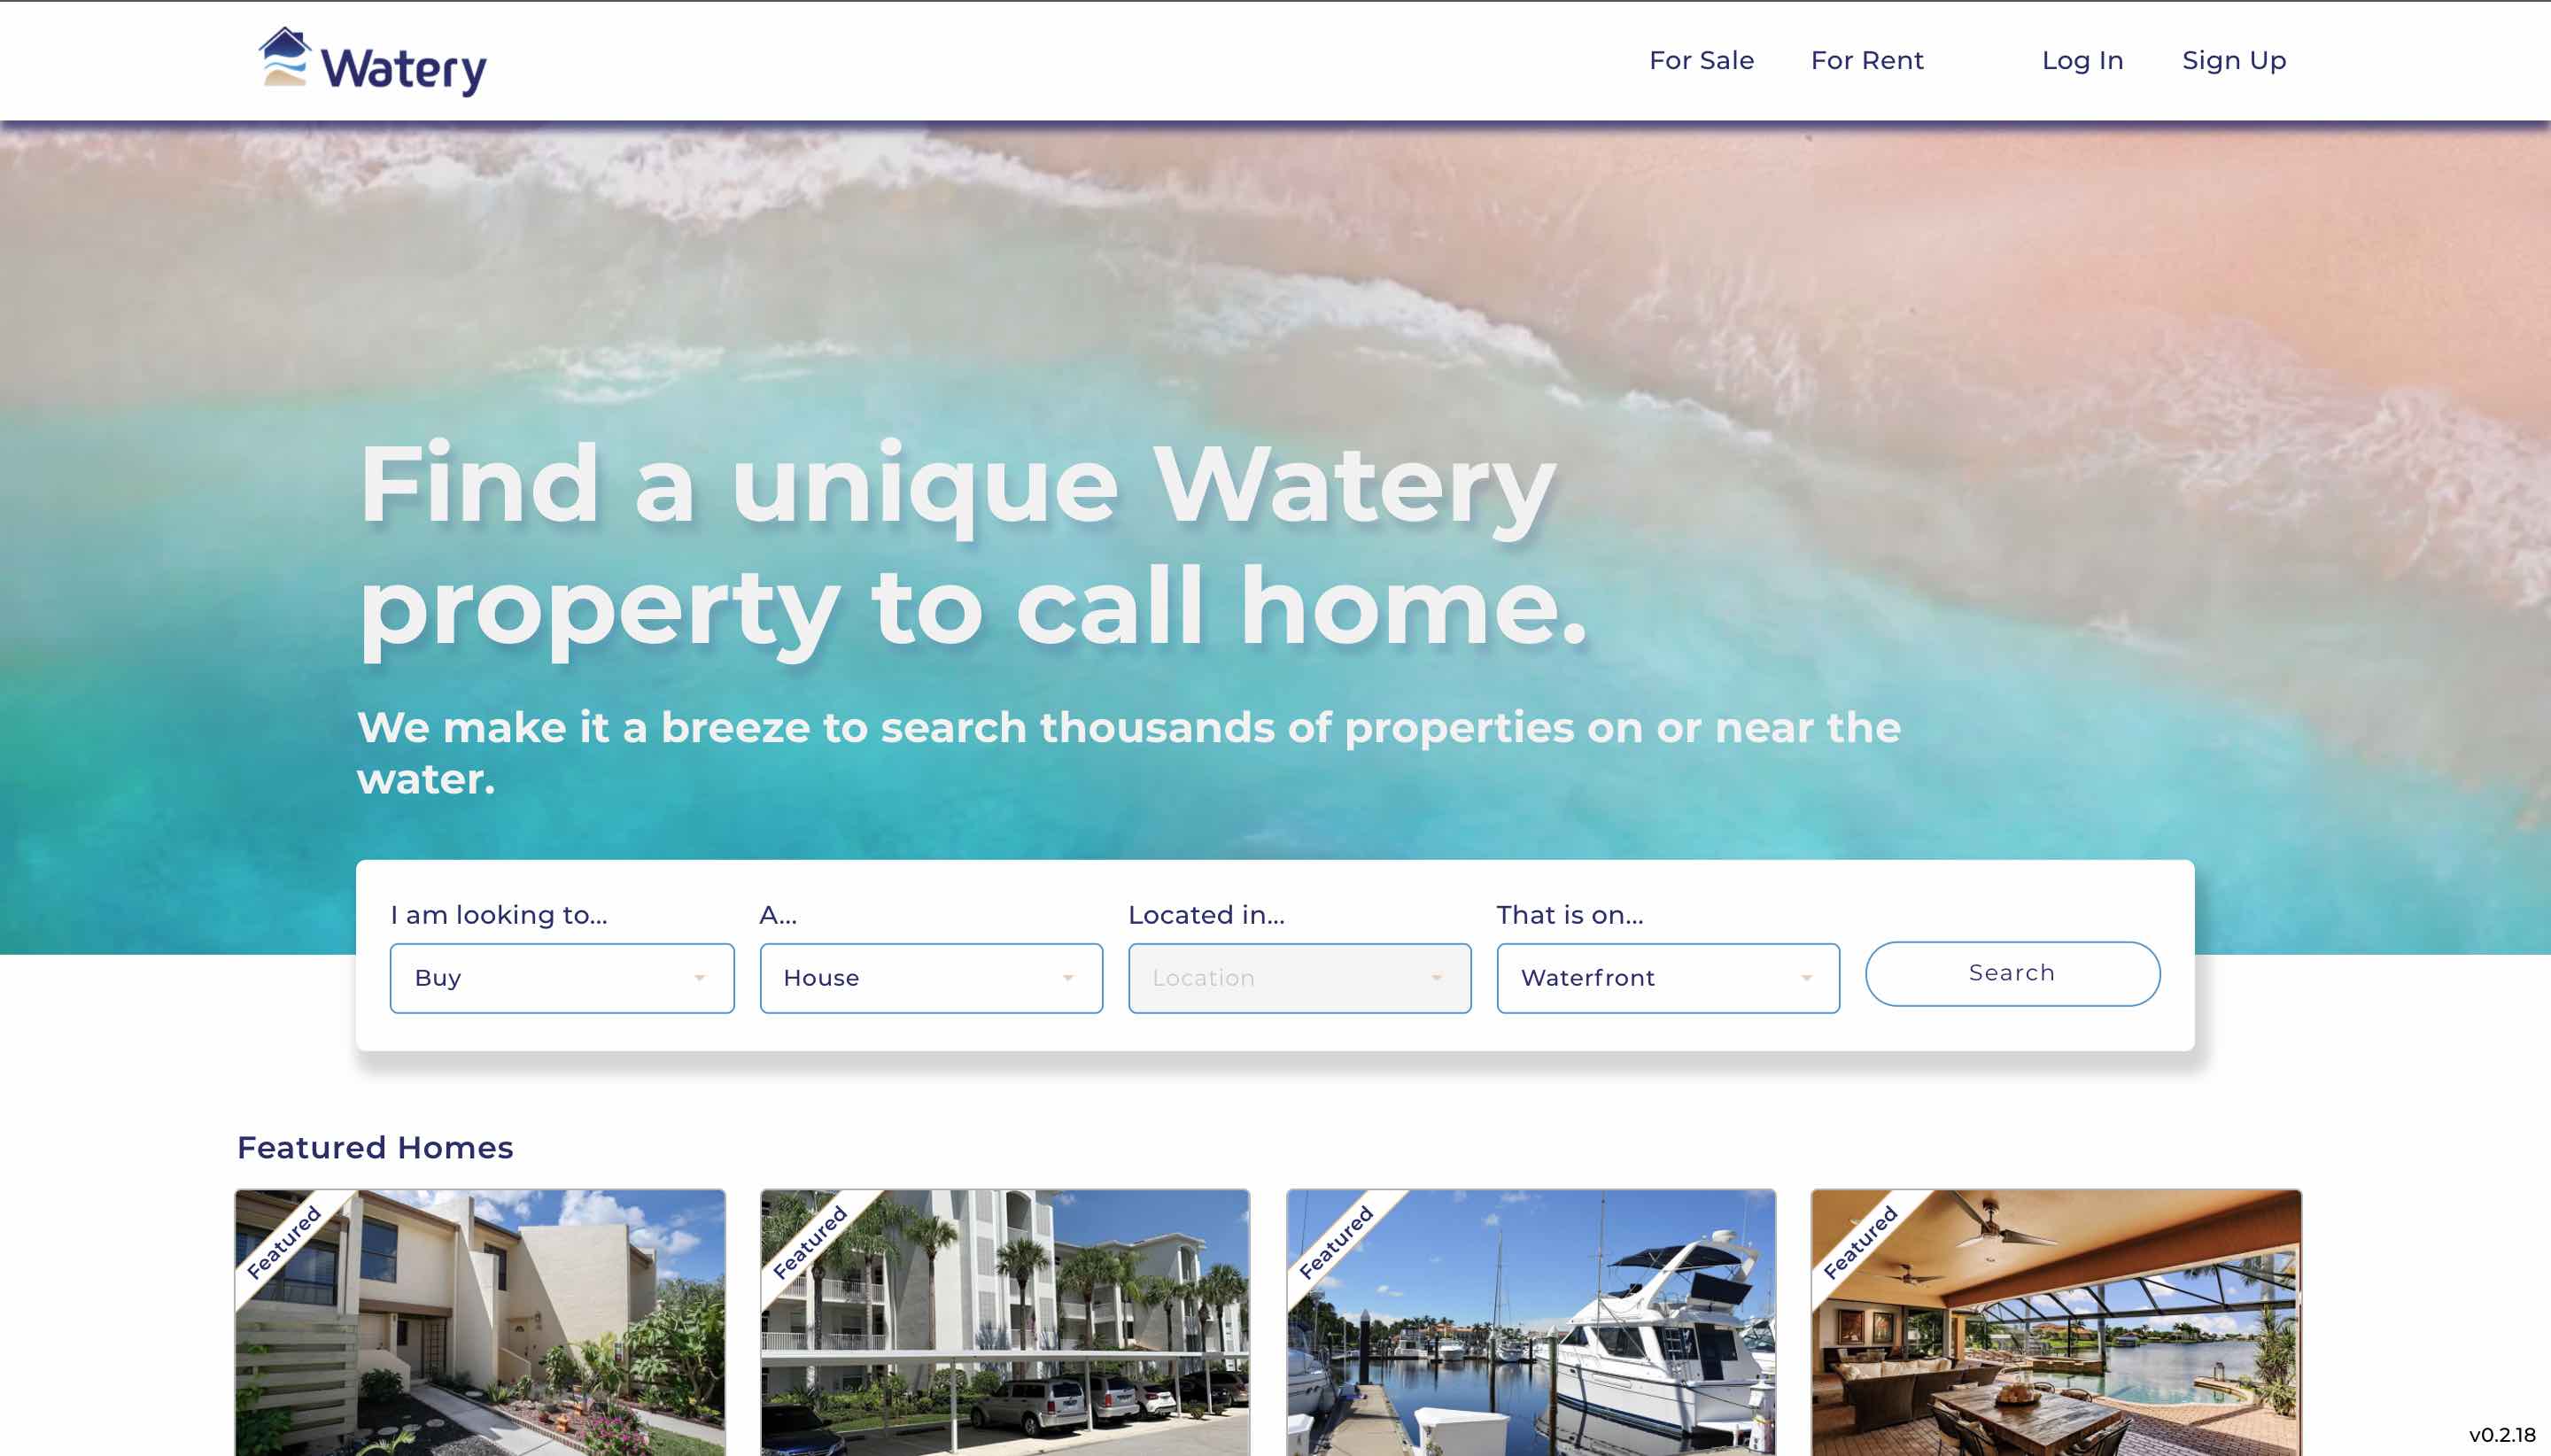 Watery
For Sale For Rent Log In Sign Up
Find a unique Watery
property to call home.
We make it a breeze to search thousands of properties on or near the
water.
I am looking to... A... Located in... That is on...
Buy House Location Waterfront Search
Featured Homes
Featured Featured Featured Featured
v0.2.18